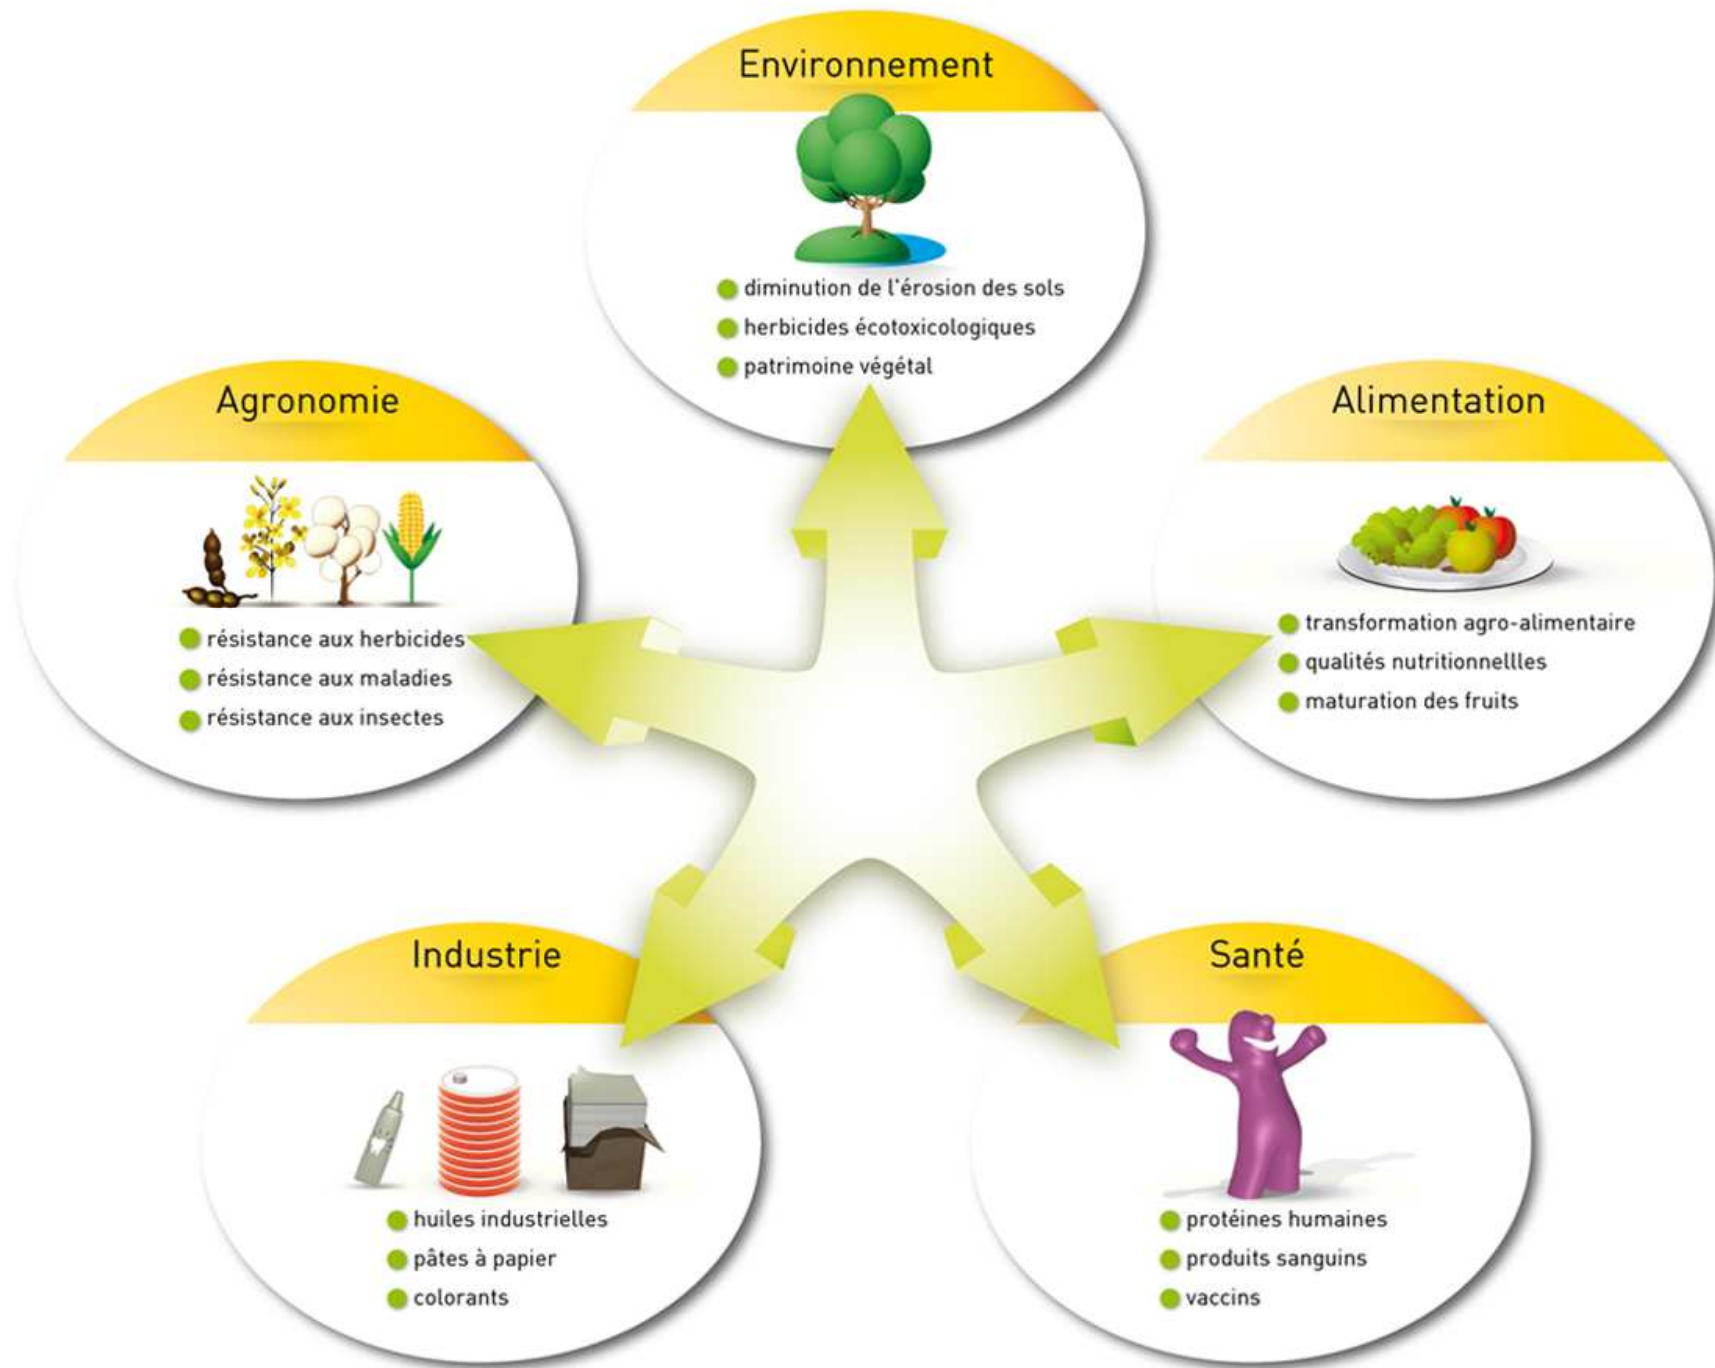 Environnement
diminution de l'érosion des sols
herbicides écotoxicologiques
patrimoine végétal
Agronomie
résistance aux herbicides
résistance aux maladies
résistance aux insectes
Alimentation
transformation agro-alimentaire
qualités nutritionnellles
maturation des fruits
Industrie
huiles industrielles
pâtes à papier
colorants
Santé
protéines humaines
produits sanguins
vaccins